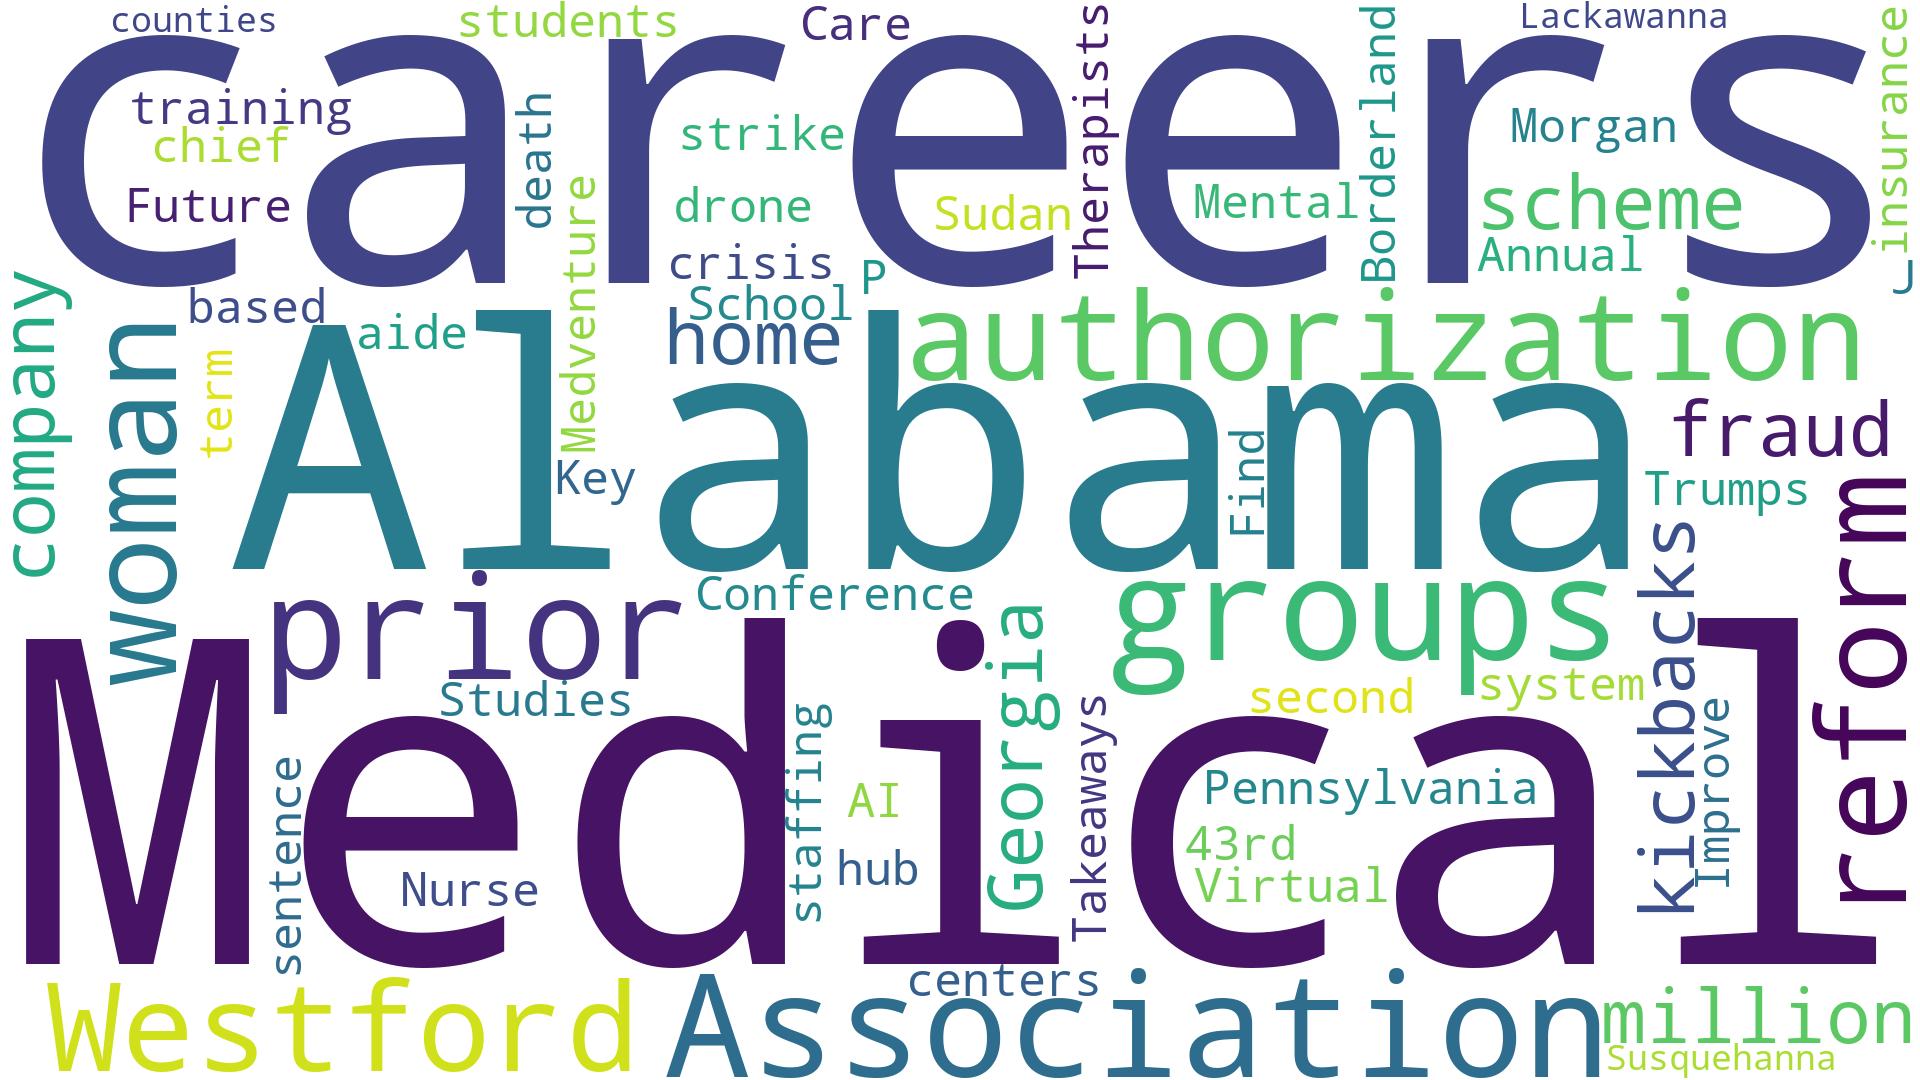 counties
students
Care
Therapists
Borderland
Lackawanna
insurance
careers
training
chief
Future
death
Medventure
strike
drone
crisis
Sudan
Mental
Morgan
scheme
Annual
J
P
School
home
based
aide
company
woman
term
authorization
Alabama
Key
Find
fraud
Trumps
reform
kickbacks
prior
Conference
groups
Georgia
Studies
second
system
Improve
Medical
sentence
Nurse
staffing
AI
hub
Takeaways
Pennsylvania
43rd
Virtual
centers
Westford
Association
million
Susquehanna